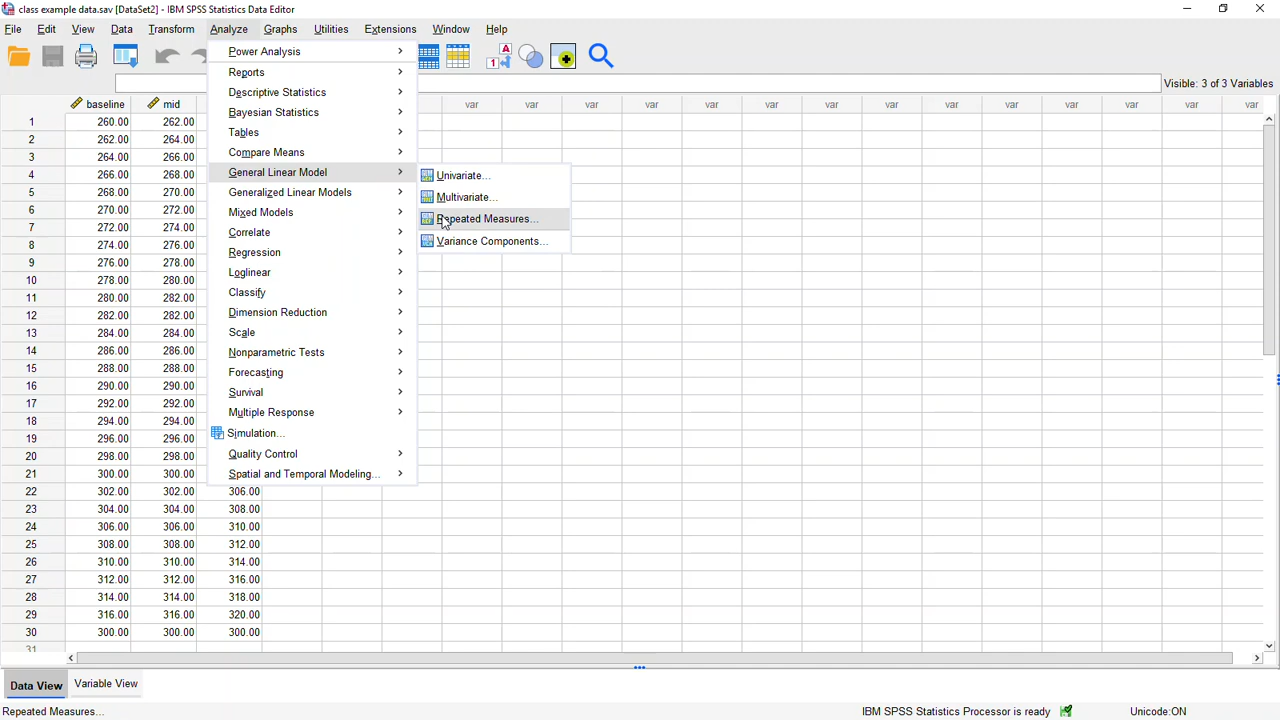 class example data.sav [DataSet2] - IBM SPSS Statistics Data Editor
File Edit View Data Transform Analyze Graphs Utilities Extensions Window Help
Visible: 3 of 3 Variables
Power Analysis
Reports
Descriptive Statistics
Bayesian Statistics
Tables
Compare Means
General Linear Model
Generalized Linear Models
Mixed Models
Correlate
Regression
Loglinear
Classify
Dimension Reduction
Scale
Nonparametric Tests
Forecasting
Survival
Multiple Response
Simulation...
Quality Control
Spatial and Temporal Modeling...
Univariate...
Multivariate...
Repeated Measures...
Variance Components...
baseline mid var var var var var var var var var var var var var var
1 260.00 262.00
2 262.00 264.00
3 264.00 266.00
4 266.00 268.00
5 268.00 270.00
6 270.00 272.00
7 272.00 274.00
8 274.00 276.00
9 276.00 278.00
10 278.00 280.00
11 280.00 282.00
12 282.00 282.00
13 284.00 284.00
14 286.00 286.00
15 288.00 288.00
16 290.00 290.00
17 292.00 292.00
18 294.00 294.00
19 296.00 296.00
20 298.00 298.00
21 300.00 300.00
22 302.00 302.00 306.00
23 304.00 304.00 308.00
24 306.00 306.00 310.00
25 308.00 308.00 312.00
26 310.00 310.00 314.00
27 312.00 312.00 316.00
28 314.00 314.00 318.00
29 316.00 316.00 320.00
30 300.00 300.00 300.00
31
Data View Variable View
Repeated Measures... IBM SPSS Statistics Processor is ready Unicode:ON